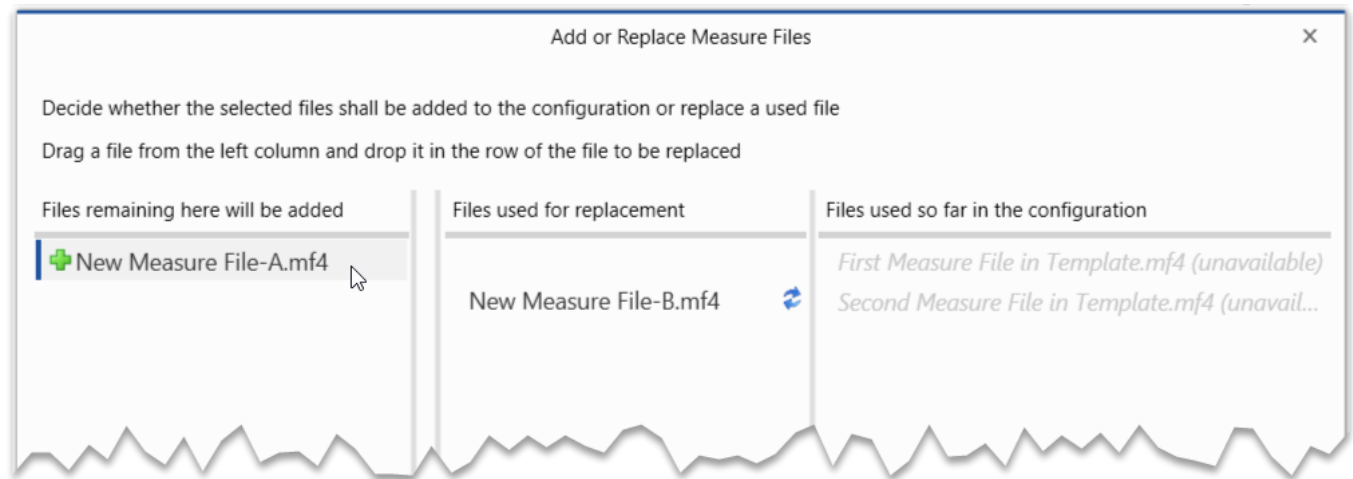 Add or Replace Measure Files
Decide whether the selected files shall be added to the configuration or replace a used file
Drag a file from the left column and drop it in the row of the file to be replaced
Files remaining here will be added
Files used for replacement
Files used so far in the configuration
New Measure File-A.mf4
First Measure File in Template.mf4 (unavailable)
New Measure File-B.mf4
Second Measure File in Template.mf4 (unavail...